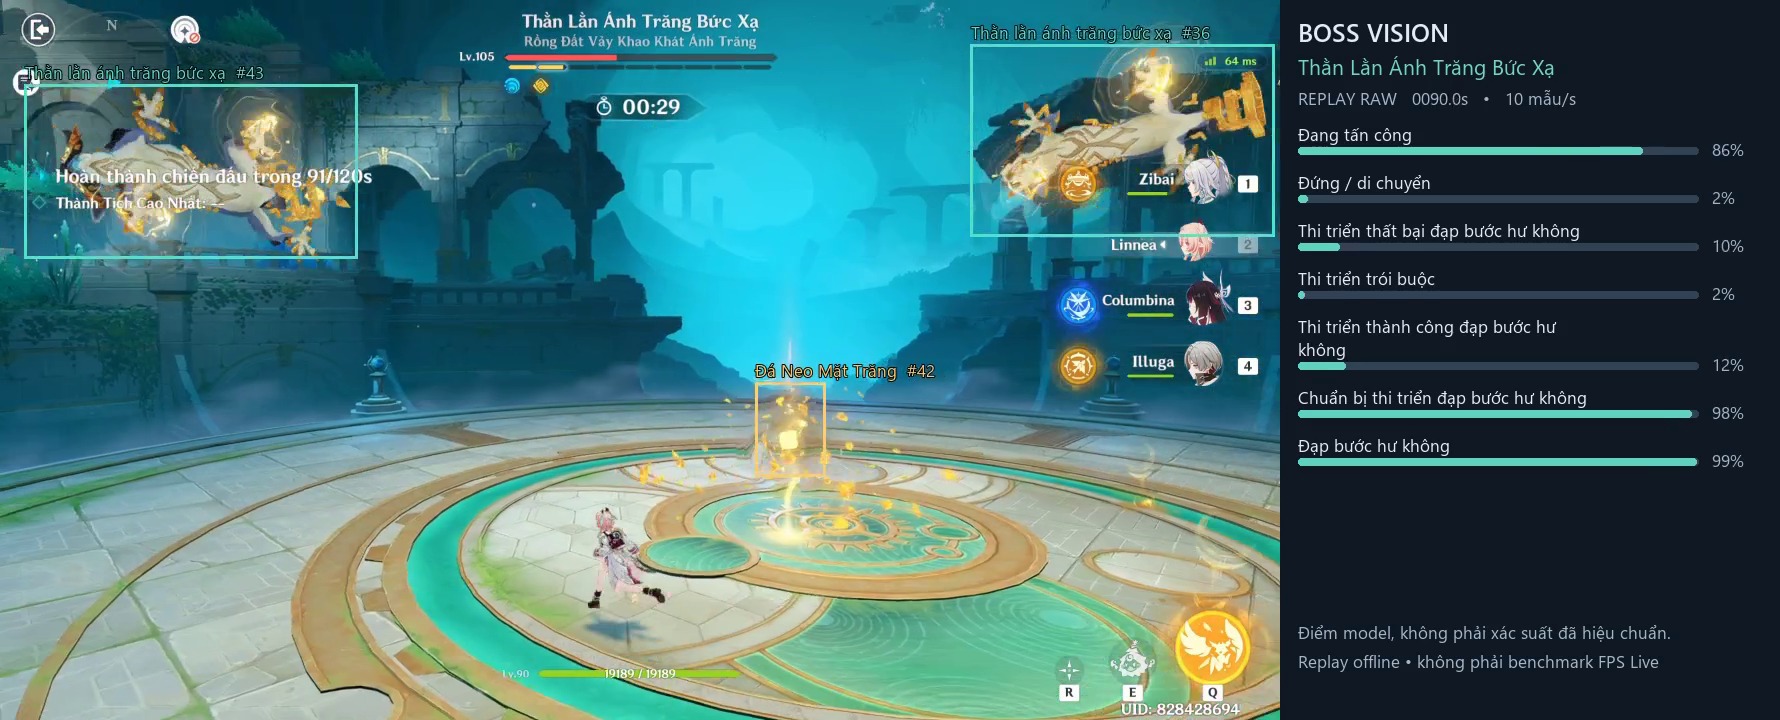 N
Thần Lằn Ánh Trăng Bức Xạ
Rồng Đất Vảy Khao Khát Ánh Trăng
Lv.105
00:29
Thần lằn ánh trăng bức xạ #43
Hoàn thành chiến đấu trong 91/120s
Thành Tích Cao Nhất: --
Thần lằn ánh trăng bức xạ #36
64 ms
Zibai
1
Linnea
2
Columbina
3
Illuga
4
Đá Neo Mặt Trăng #42
Lv.90
19189 / 19189
R
E
Q
UID: 828428694
BOSS VISION
Thần Lằn Ánh Trăng Bức Xạ
REPLAY RAW 0090.0s • 10 mẫu/s
Đang tấn công
86%
Đứng / di chuyển
2%
Thi triển thất bại đạp bước hư không
10%
Thi triển trói buộc
2%
Thi triển thành công đạp bước hư
không
12%
Chuẩn bị thi triển đạp bước hư không
98%
Đạp bước hư không
99%
Điểm model, không phải xác suất đã hiệu chuẩn.
Replay offline • không phải benchmark FPS Live